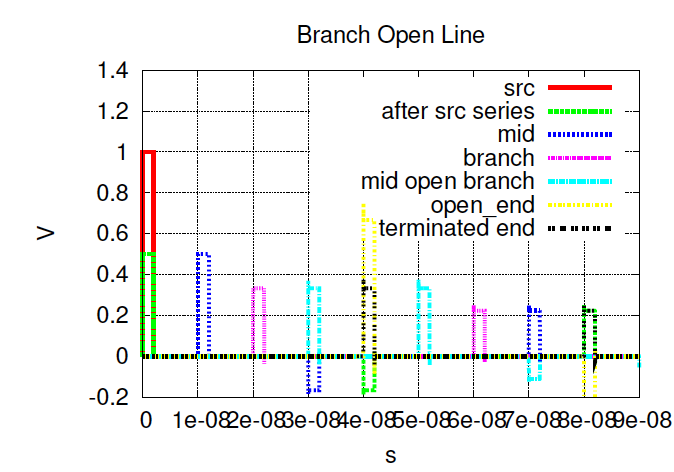 Branch Open Line
1.4
1.2
1
0.8
0.6
0.4
0.2
0
-0.2
V
src
after src series
mid
branch
mid open branch
open_end
terminated end
0 1e-08 2e-08 3e-08 4e-08 5e-08 6e-08 7e-08 8e-08 9e-08
s